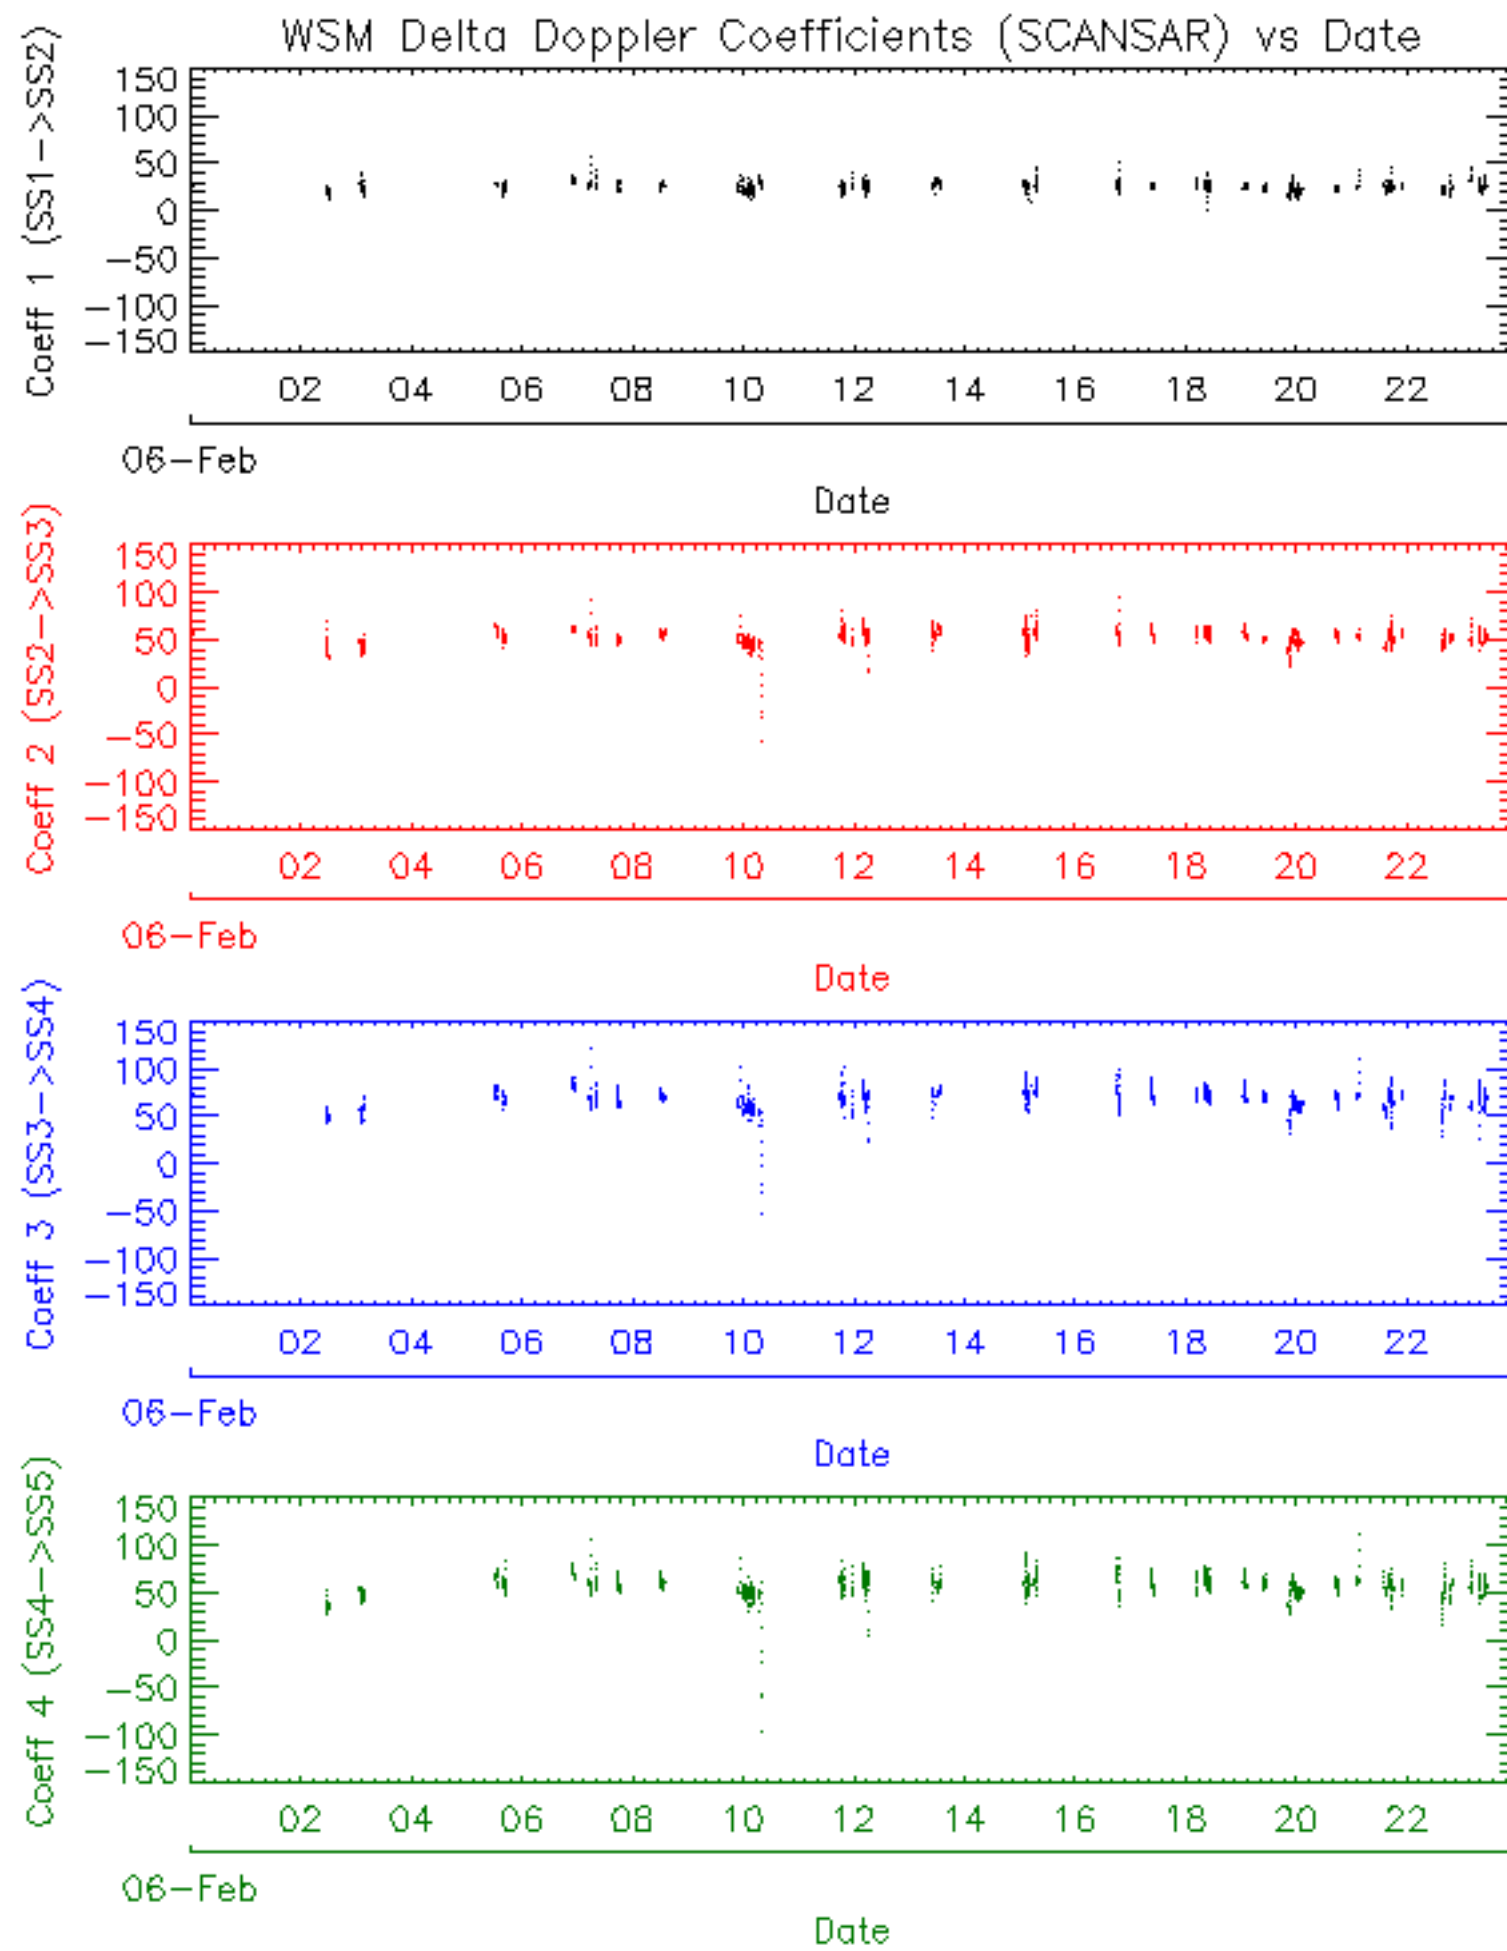 WSM Delta Doppler Coefficients (SCANSAR) vs Date
Coeff 1 (SS1->SS2)
150
100
50
0
-50
-100
-150
02 04 06 08 10 12 14 16 18 20 22
06-Feb
Date
Coeff 2 (SS2->SS3)
150
100
50
0
-50
-100
-150
02 04 06 08 10 12 14 16 18 20 22
06-Feb
Date
Coeff 3 (SS3->SS4)
150
100
50
0
-50
-100
-150
02 04 06 08 10 12 14 16 18 20 22
06-Feb
Date
Coeff 4 (SS4->SS5)
150
100
50
0
-50
-100
-150
02 04 06 08 10 12 14 16 18 20 22
06-Feb
Date